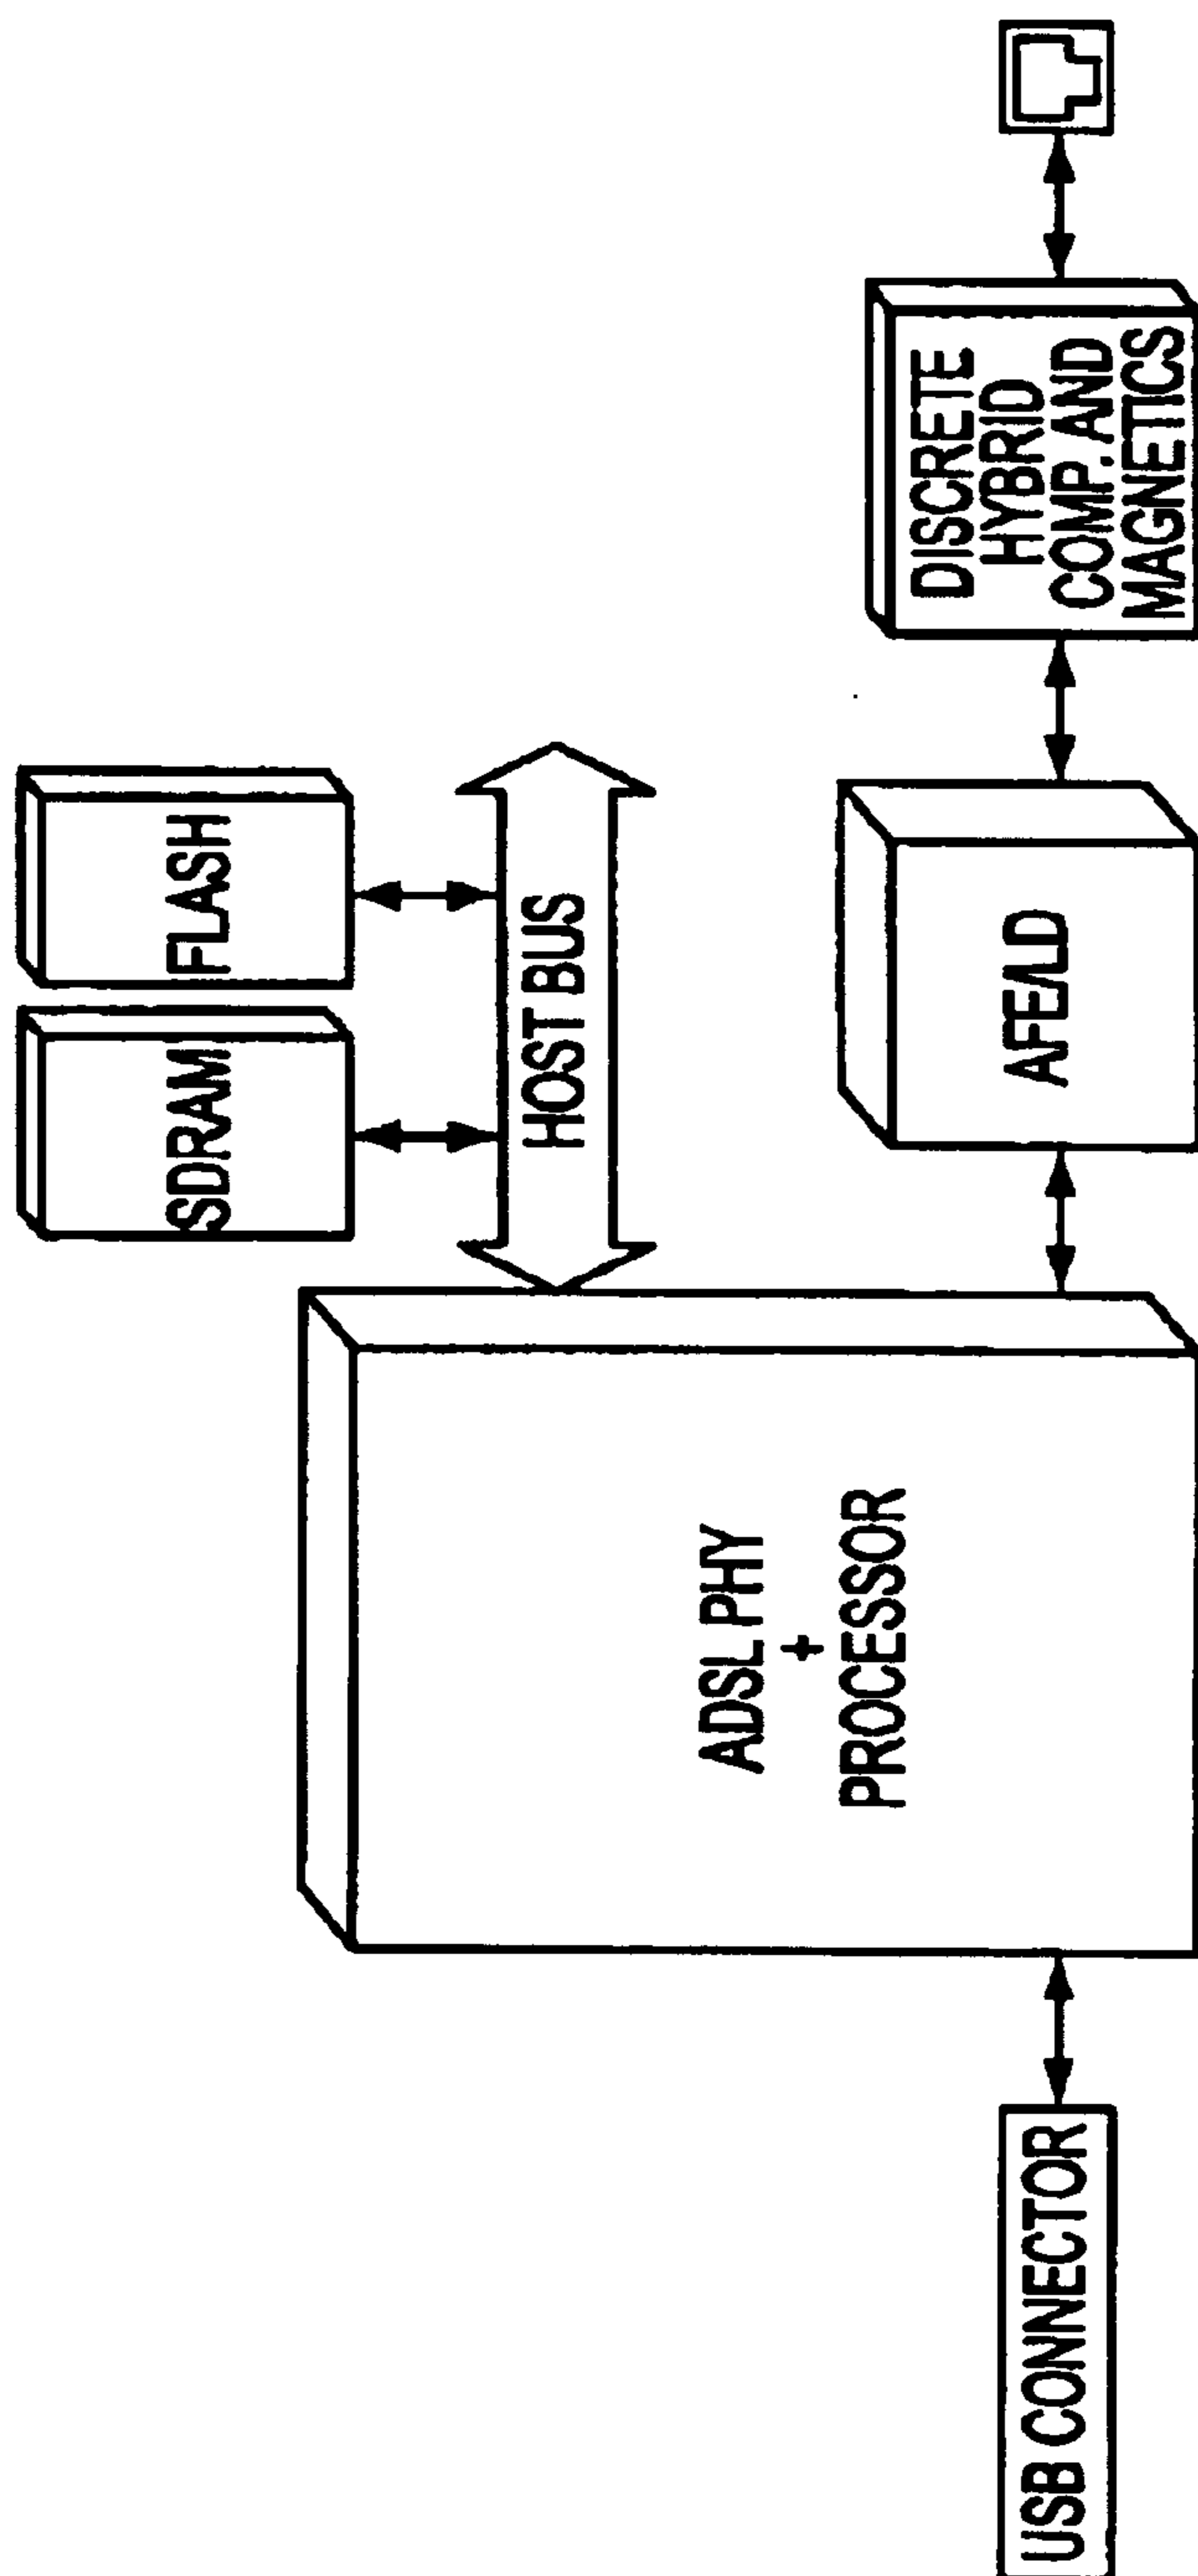 SDRAM
FLASH
HOST BUS
ADSL PHY
+
PROCESSOR
USB CONNECTOR
AFE/LD
DISCRETE
HYBRID
COMP. AND
MAGNETICS